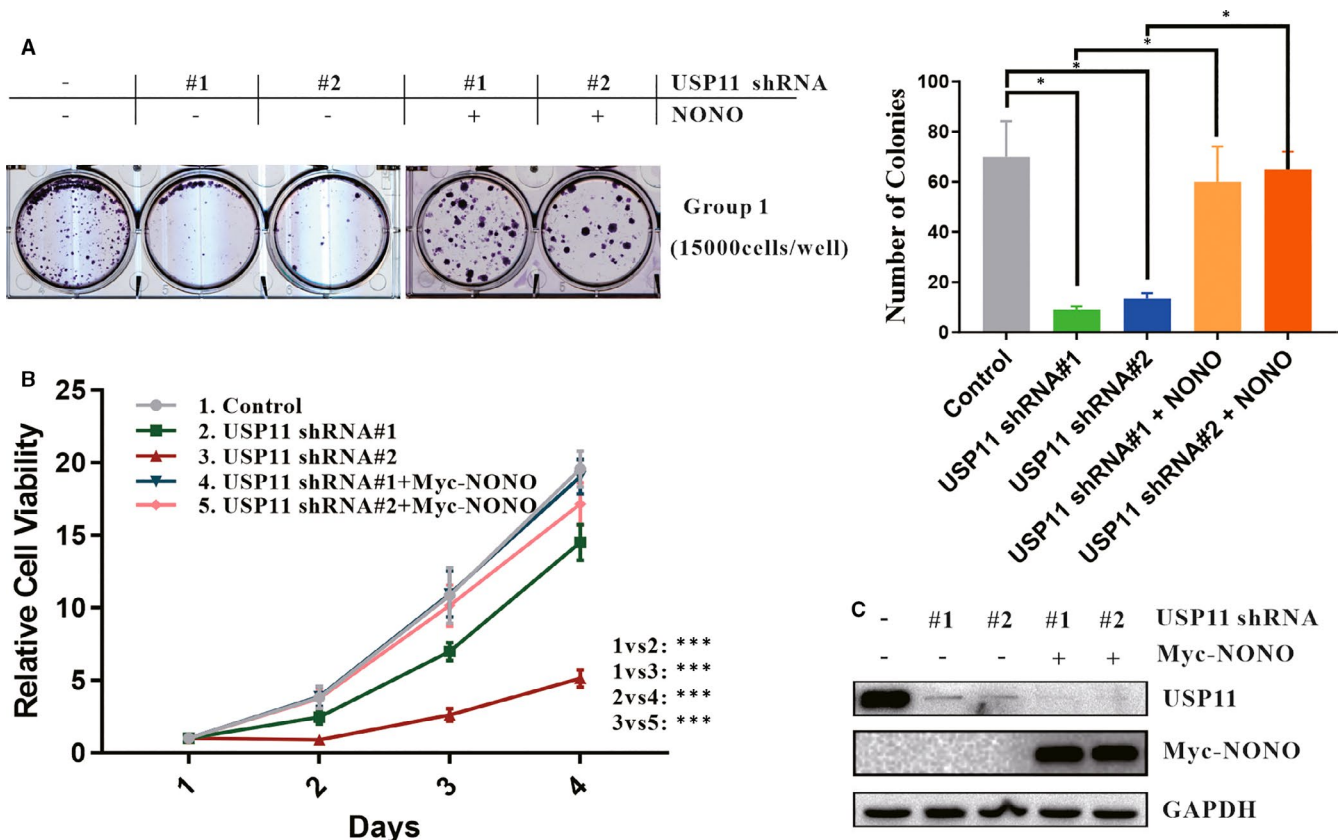 A
- #1 #2 #1 #2 USP11 shRNA
- - - + + NONO
Group 1
(15000cells/well)
* * * *
Number of Colonies
100
80
60
40
20
0
Control
USP11 shRNA#1
USP11 shRNA#2
USP11 shRNA#1 + NONO
USP11 shRNA#2 + NONO
B
Relative Cell Viability
25
20
15
10
5
0
1. Control
2. USP11 shRNA#1
3. USP11 shRNA#2
4. USP11 shRNA#1+Myc-NONO
5. USP11 shRNA#2+Myc-NONO
1vs2: ***
1vs3: ***
2vs4: ***
3vs5: ***
1 2 3 4
Days
C
- #1 #2 #1 #2 USP11 shRNA
- - - + + Myc-NONO
USP11
Myc-NONO
GAPDH